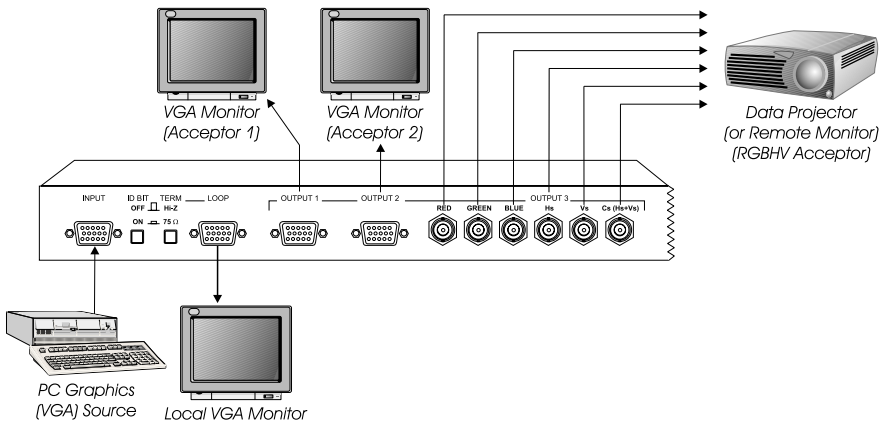 VGA Monitor
(Acceptor 1)
VGA Monitor
(Acceptor 2)
Data Projector
(or Remote Monitor)
(RGBHV Acceptor)
INPUT
ID BIT
TERM
LOOP
OFF
Hi-Z
ON
75 Ω
OUTPUT 1
OUTPUT 2
OUTPUT 3
RED
GREEN
BLUE
Hs
Vs
Cs (Hs+Vs)
PC Graphics
(VGA) Source
Local VGA Monitor